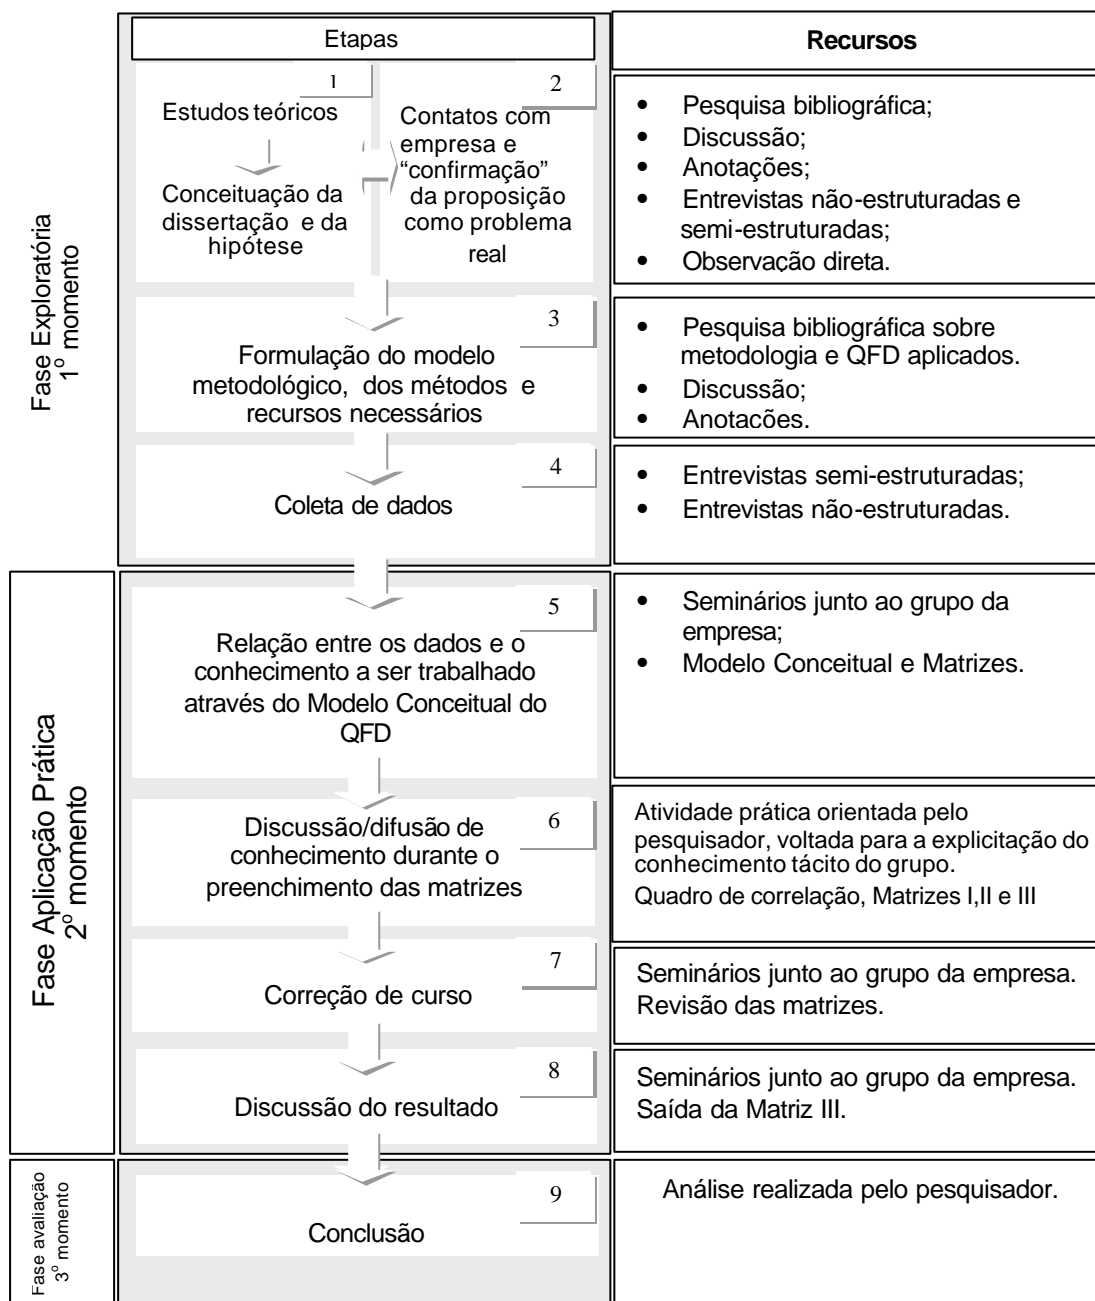 Etapas
Recursos
Fase Exploratória
1º momento
1
Estudos teóricos
Conceituação da
dissertação e da
hipótese
2
Contatos com
empresa e
“confirmação”
da proposição
como problema
real
• Pesquisa bibliográfica;
• Discussão;
• Anotações;
• Entrevistas não-estruturadas e
semi-estruturadas;
• Observação direta.
3
Formulação do modelo
metodológico, dos métodos e
recursos necessários
• Pesquisa bibliográfica sobre
metodologia e QFD aplicados.
• Discussão;
• Anotacões.
4
Coleta de dados
• Entrevistas semi-estruturadas;
• Entrevistas não-estruturadas.
Fase Aplicação Prática
2º momento
5
Relação entre os dados e o
conhecimento a ser trabalhado
através do Modelo Conceitual do
QFD
• Seminários junto ao grupo da
empresa;
• Modelo Conceitual e Matrizes.
6
Discussão/difusão de
conhecimento durante o
preenchimento das matrizes
Atividade prática orientada pelo
pesquisador, voltada para a explicitação do
conhecimento tácito do grupo.
Quadro de correlação, Matrizes I,II e III
7
Correção de curso
Seminários junto ao grupo da empresa.
Revisão das matrizes.
8
Discussão do resultado
Seminários junto ao grupo da empresa.
Saída da Matriz III.
Fase avaliação
3º momento
9
Conclusão
Análise realizada pelo pesquisador.